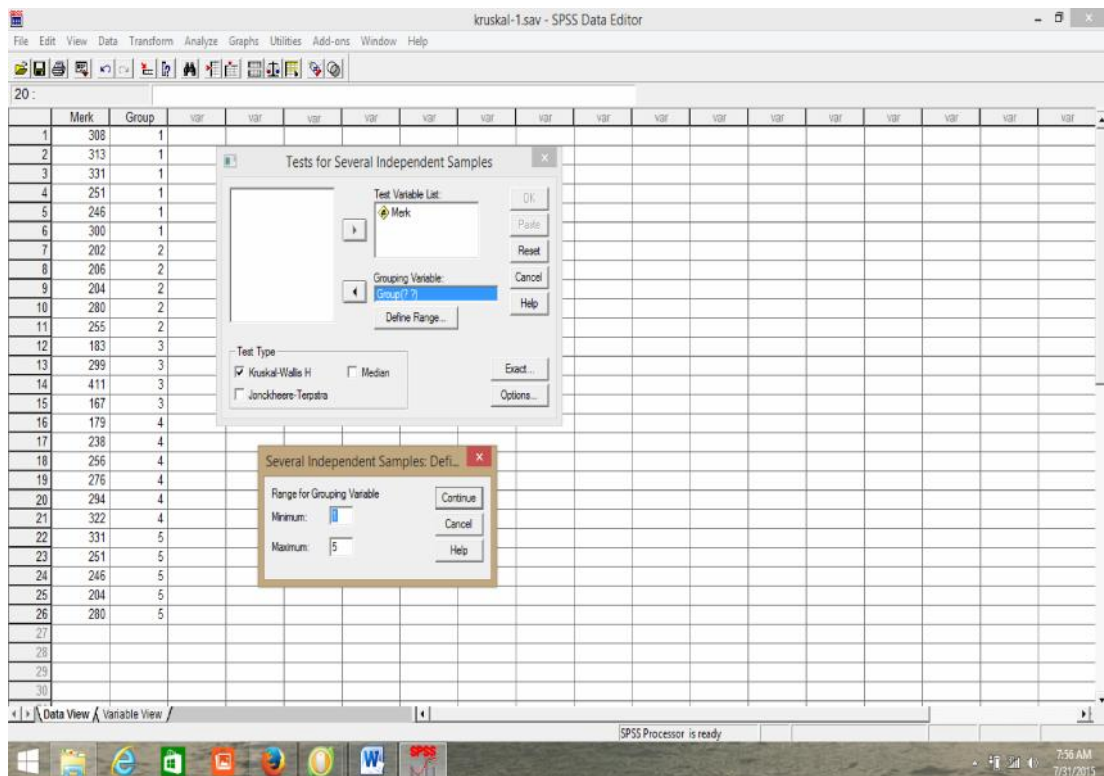 kruskal-1.sav - SPSS Data Editor
File Edit View Data Transform Analyze Graphs Utilities Add-ons Window Help
20 :
Merk Group var var var var var var var var var var var var var var var var
1 308 1
2 313 1
3 331 1
4 251 1
5 246 1
6 300 1
7 202 2
8 206 2
9 204 2
10 280 2
11 255 2
12 183 3
13 299 3
14 411 3
15 167 3
16 179 4
17 238 4
18 256 4
19 276 4
20 294 4
21 322 4
22 331 5
23 251 5
24 246 5
25 204 5
26 280 5
27
28
29
30
Tests for Several Independent Samples
Test Variable List:
Merk
OK
Paste
Reset
Grouping Variable:
Group(? ?)
Cancel
Help
Define Range...
Test Type
Kruskal-Wallis H Median
Jonckheere-Terpstra
Exact...
Options...
Several Independent Samples: Defi...
Range for Grouping Variable
Minimum: 1
Maximum: 5
Continue
Cancel
Help
Data View Variable View
SPSS Processor is ready
SPSS
7:56 AM
7/31/2015